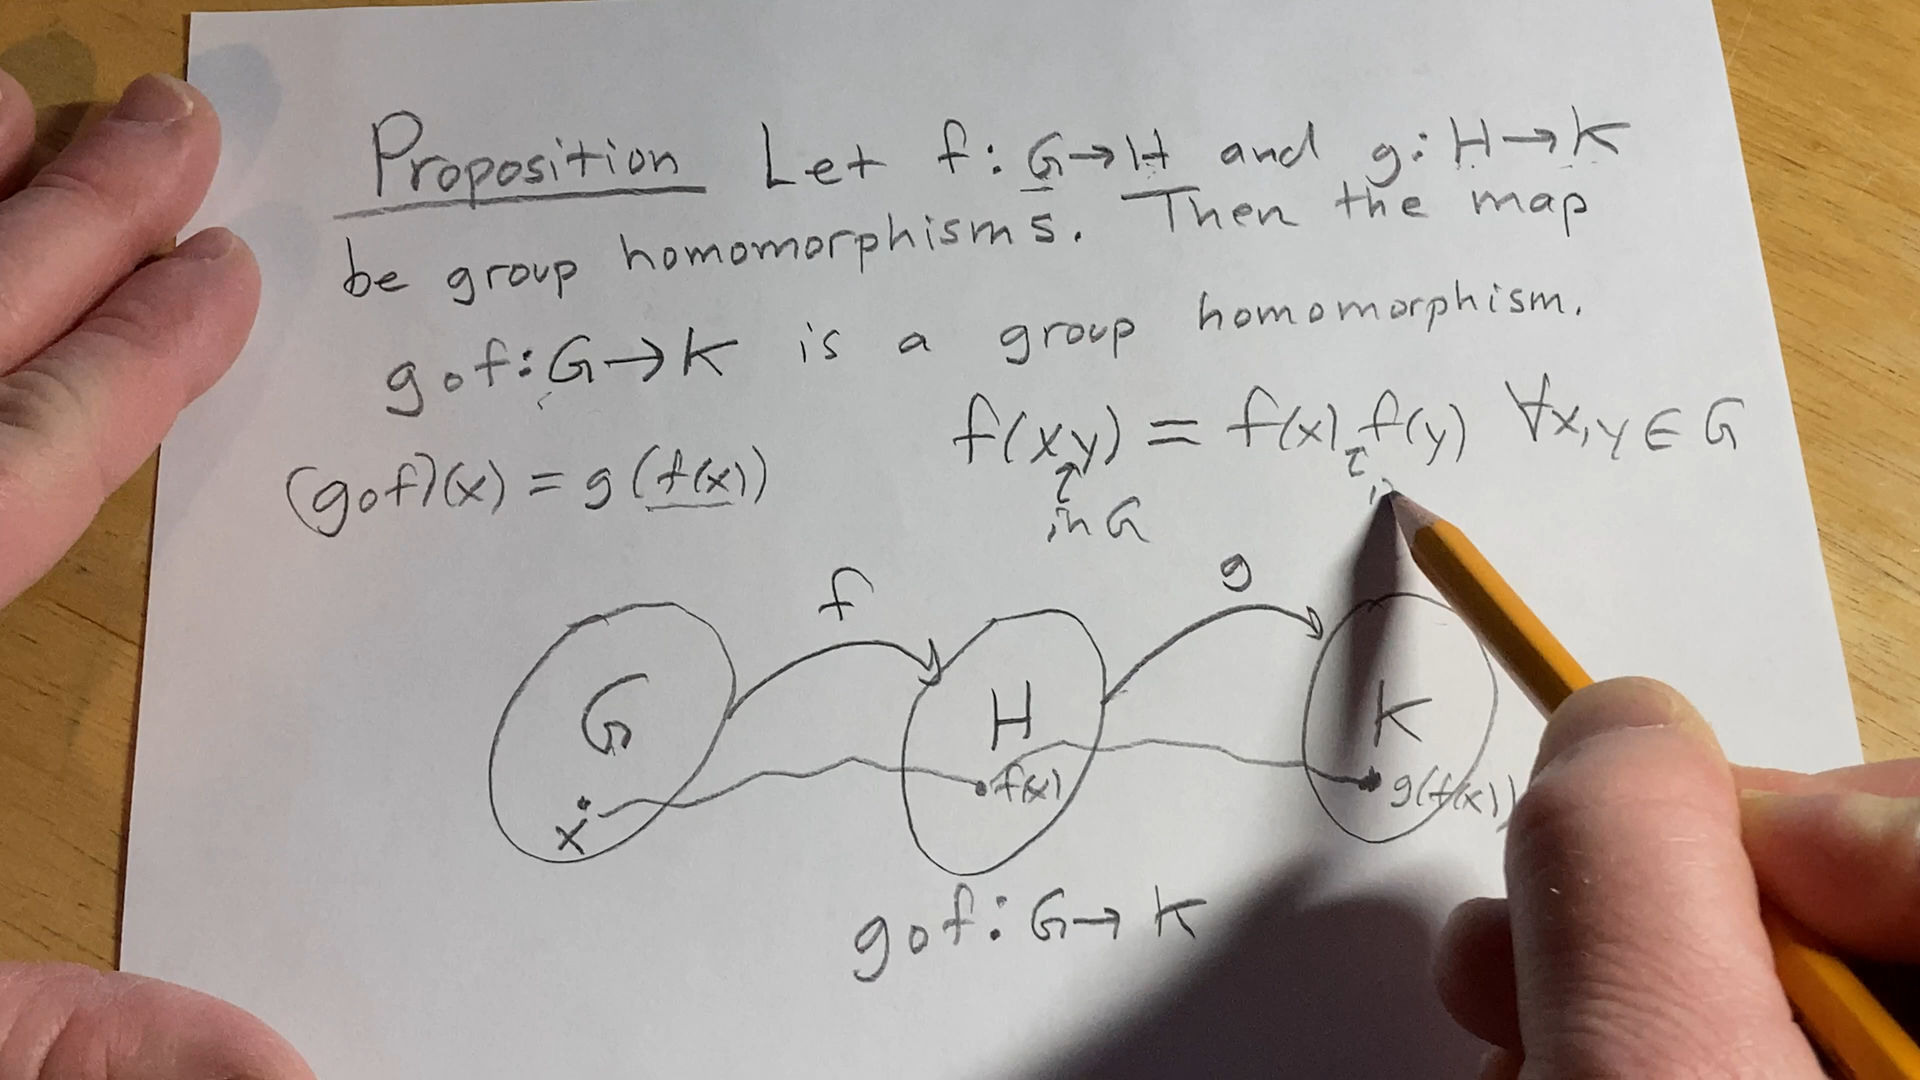 Proposition Let f: G→H and g: H→K
be group homomorphisms. Then the map
g∘f: G→K is a group homomorphism.
f(xy) = f(x) f(y) ∀x,y ∈ G
(g∘f)(x) = g(f(x))
in G
f
g
G
H
K
x
f(x)
g(f(x))
g∘f: G→K